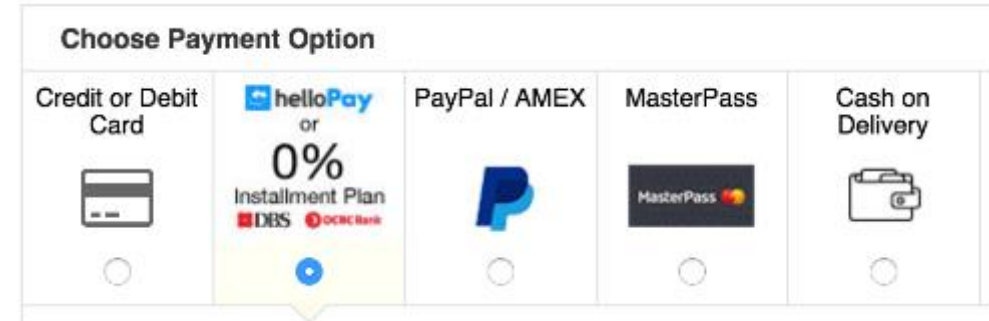 Choose Payment Option
Credit or Debit
Card
helloPay
or
0%
Installment Plan
DBS OCBC Bank
PayPal / AMEX
MasterPass
MasterPass
Cash on
Delivery